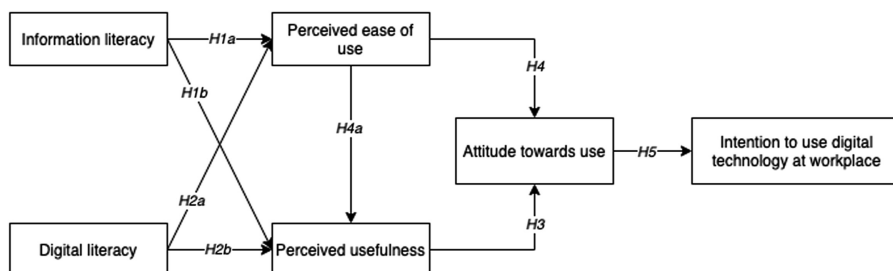 Information literacy
H1a
Perceived ease of
use
H4
H1b
H4a
Attitude towards use
H5
Intention to use digital
technology at workplace
H2a
Digital literacy
H2b
Perceived usefulness
H3